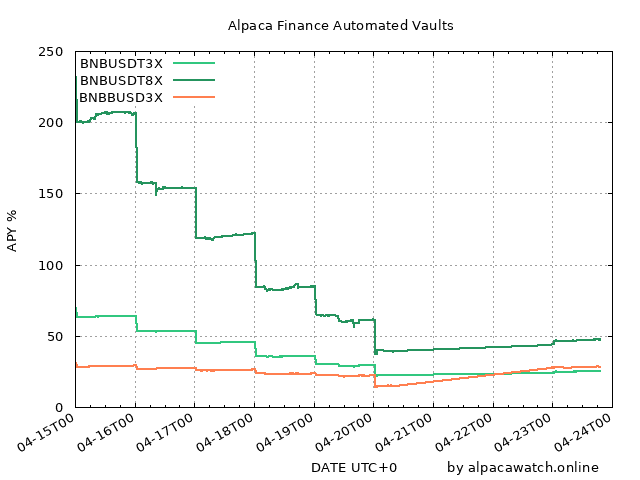 Alpaca Finance Automated Vaults
250
200
150
100
50
0
APY %
BNBUSDT3X
BNBUSDT8X
BNBBUSD3X
04-15T00
04-16T00
04-17T00
04-18T00
04-19T00
04-20T00
04-21T00
04-22T00
04-23T00
04-24T00
DATE UTC+0
by alpacawatch.online